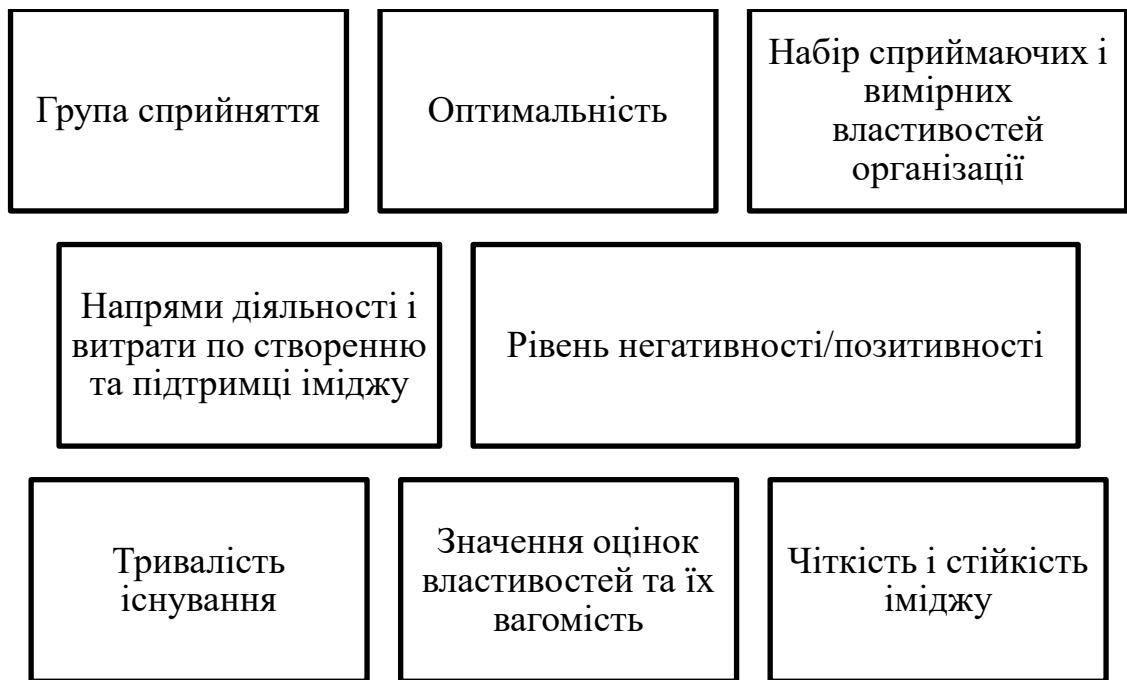 Група сприйняття
Оптимальність
Набір сприймаючих і
вимірних
властивостей
організації
Напрями діяльності і
витрати по створенню
та підтримці іміджу
Рівень негативності/позитивності
Тривалість
існування
Значення оцінок
властивостей та їх
вагомість
Чіткість і стійкість
іміджу